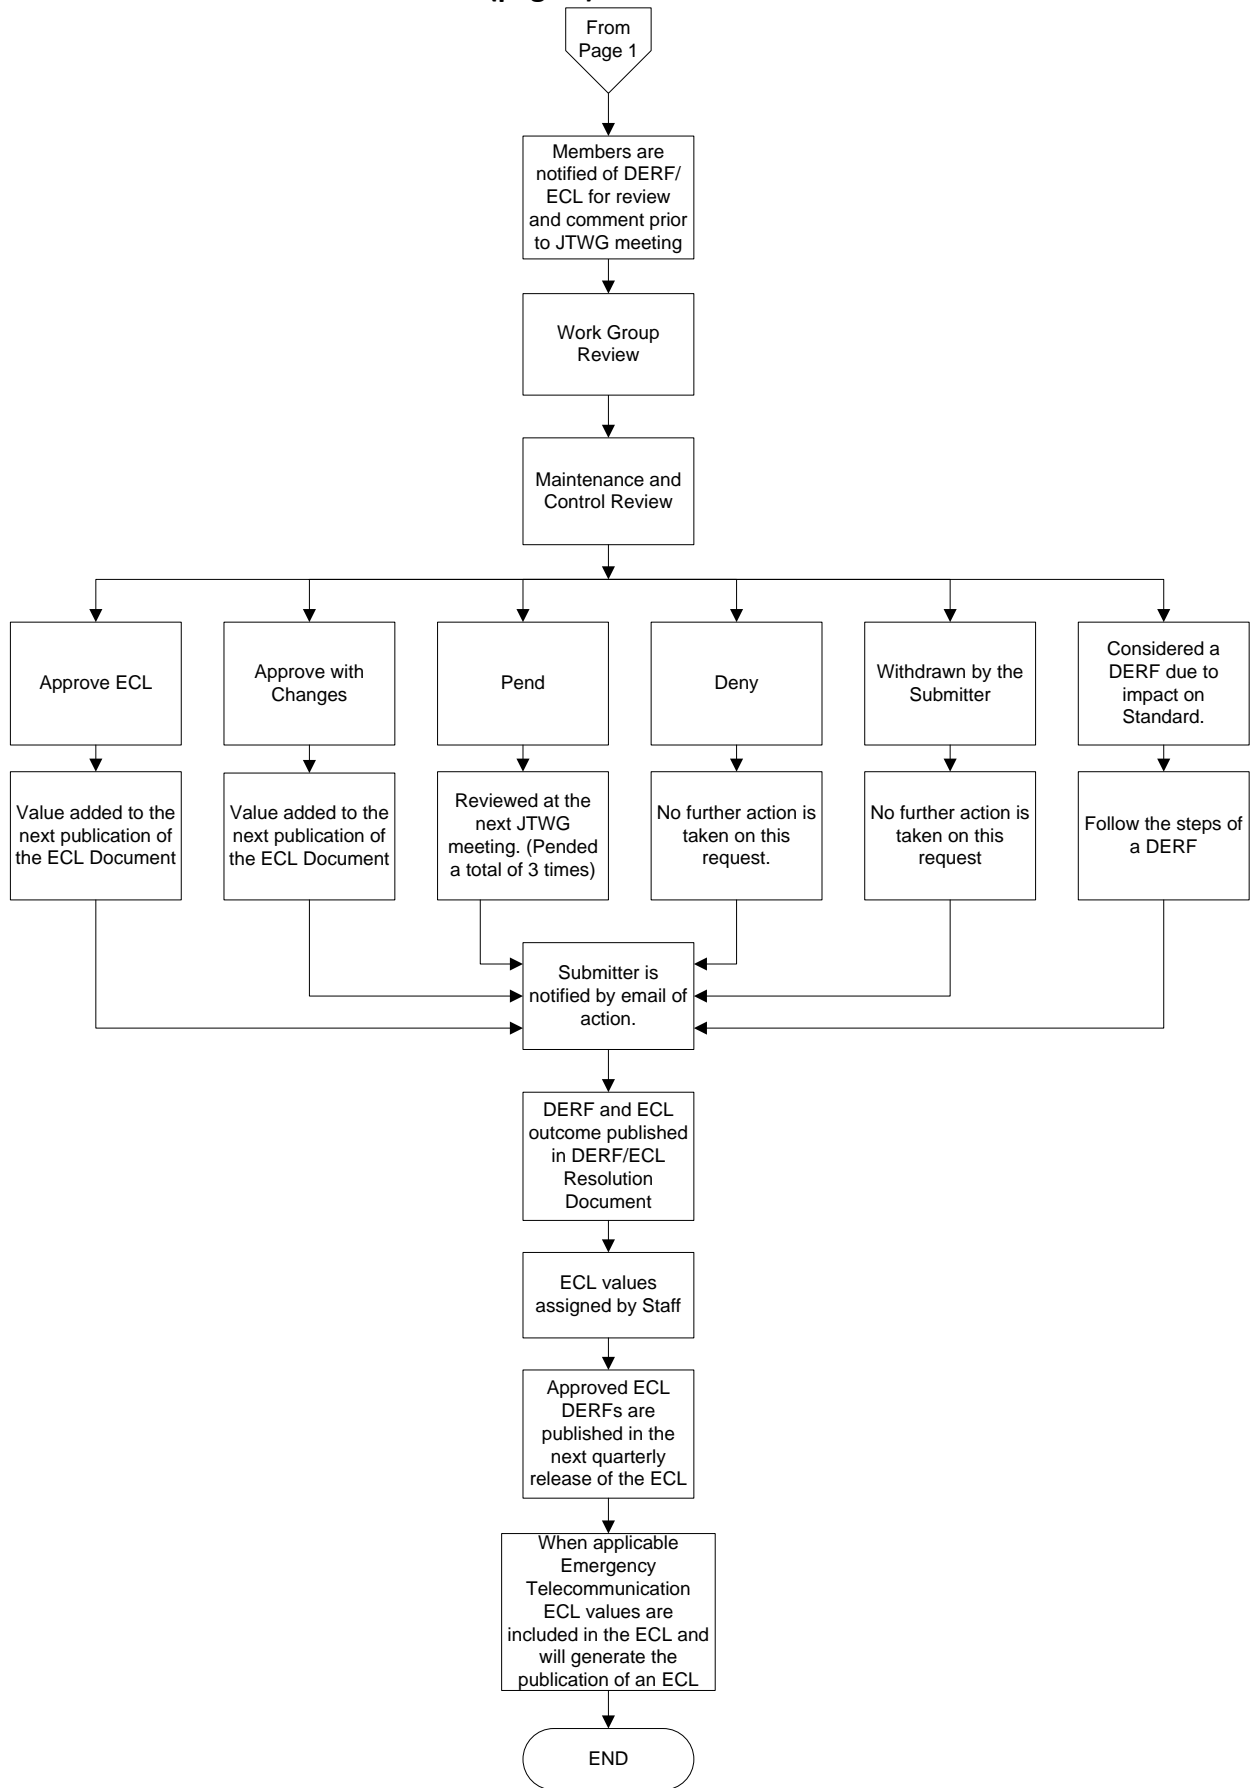 From
Page 1
Members are
notified of DERF/
ECL for review
and comment prior
to JTWG meeting
Work Group
Review
Maintenance and
Control Review
Approve ECL
Approve with
Changes
Pend
Deny
Withdrawn by the
Submitter
Considered a
DERF due to
impact on
Standard.
Value added to the
next publication of
the ECL Document
Value added to the
next publication of
the ECL Document
Reviewed at the
next JTWG
meeting. (Pended
a total of 3 times)
No further action is
taken on this
request.
No further action is
taken on this
request
Follow the steps of
a DERF
Submitter is
notified by email of
action.
DERF and ECL
outcome published
in DERF/ECL
Resolution
Document
ECL values
assigned by Staff
Approved ECL
DERFs are
published in the
next quarterly
release of the ECL
When applicable
Emergency
Telecommunication
ECL values are
included in the ECL and
will generate the
publication of an ECL
END